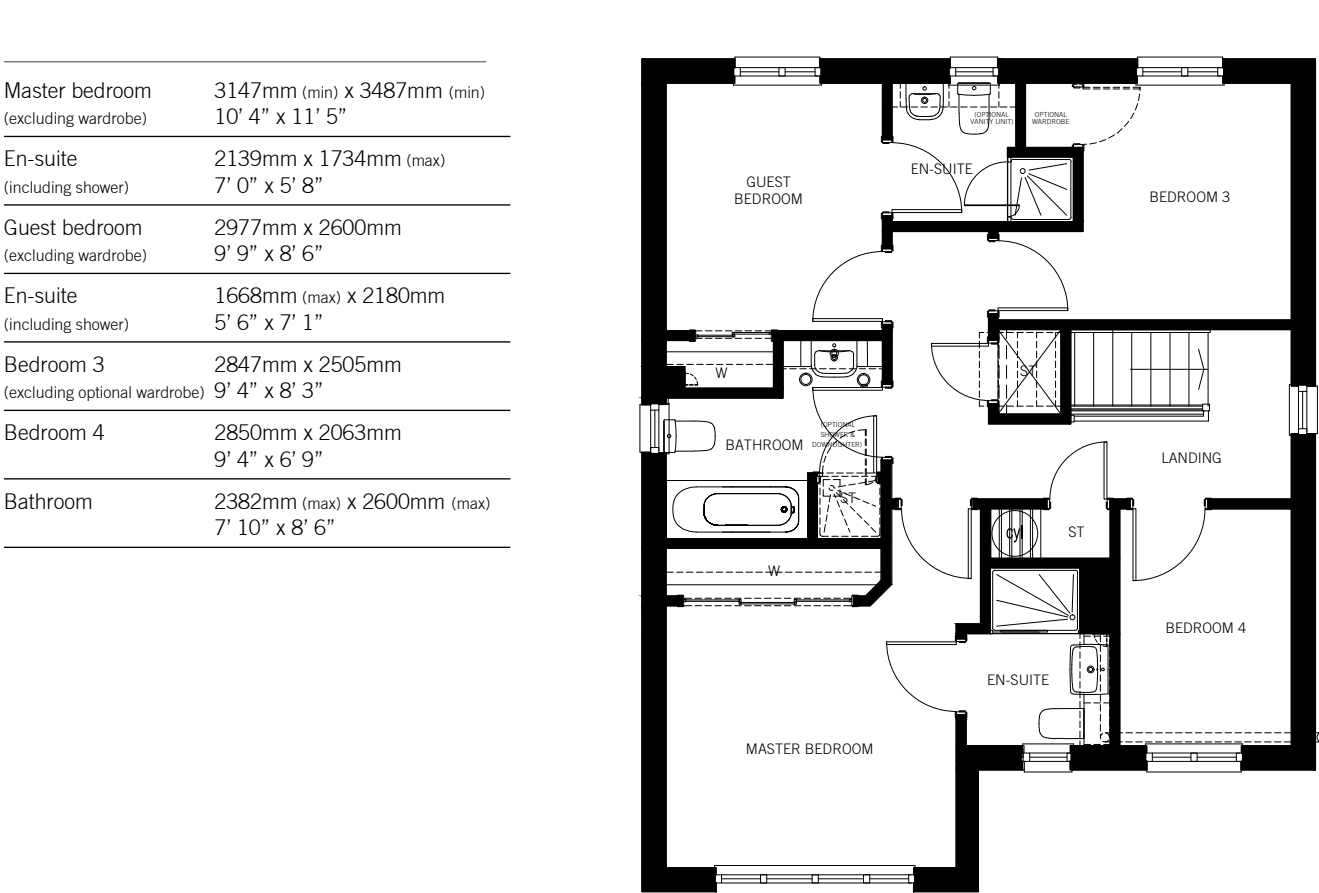 Master bedroom 3147mm (min) x 3487mm (min)
(excluding wardrobe) 10’ 4” x 11’ 5”
En-suite 2139mm x 1734mm (max)
(including shower) 7’ 0” x 5’ 8”
Guest bedroom 2977mm x 2600mm
(excluding wardrobe) 9’ 9” x 8’ 6”
En-suite 1668mm (max) x 2180mm
(including shower) 5’ 6” x 7’ 1”
Bedroom 3 2847mm x 2505mm
(excluding optional wardrobe) 9’ 4” x 8’ 3”
Bedroom 4 2850mm x 2063mm
9’ 4” x 6’ 9”
Bathroom 2382mm (max) x 2600mm (max)
7’ 10” x 8’ 6”
(OPTIONAL
VANITY UNIT)
OPTIONAL
WARDROBE
EN-SUITE
GUEST
BEDROOM
BEDROOM 3
W
ST
(OPTIONAL
SHOWER &
DOWNLIGHTER)
BATHROOM
LANDING
ST
cyl
ST
W
BEDROOM 4
EN-SUITE
MASTER BEDROOM